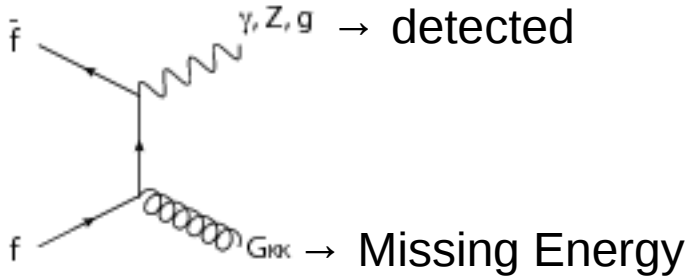 γ, Z, g → detected
f̄
f
G_KK → Missing Energy